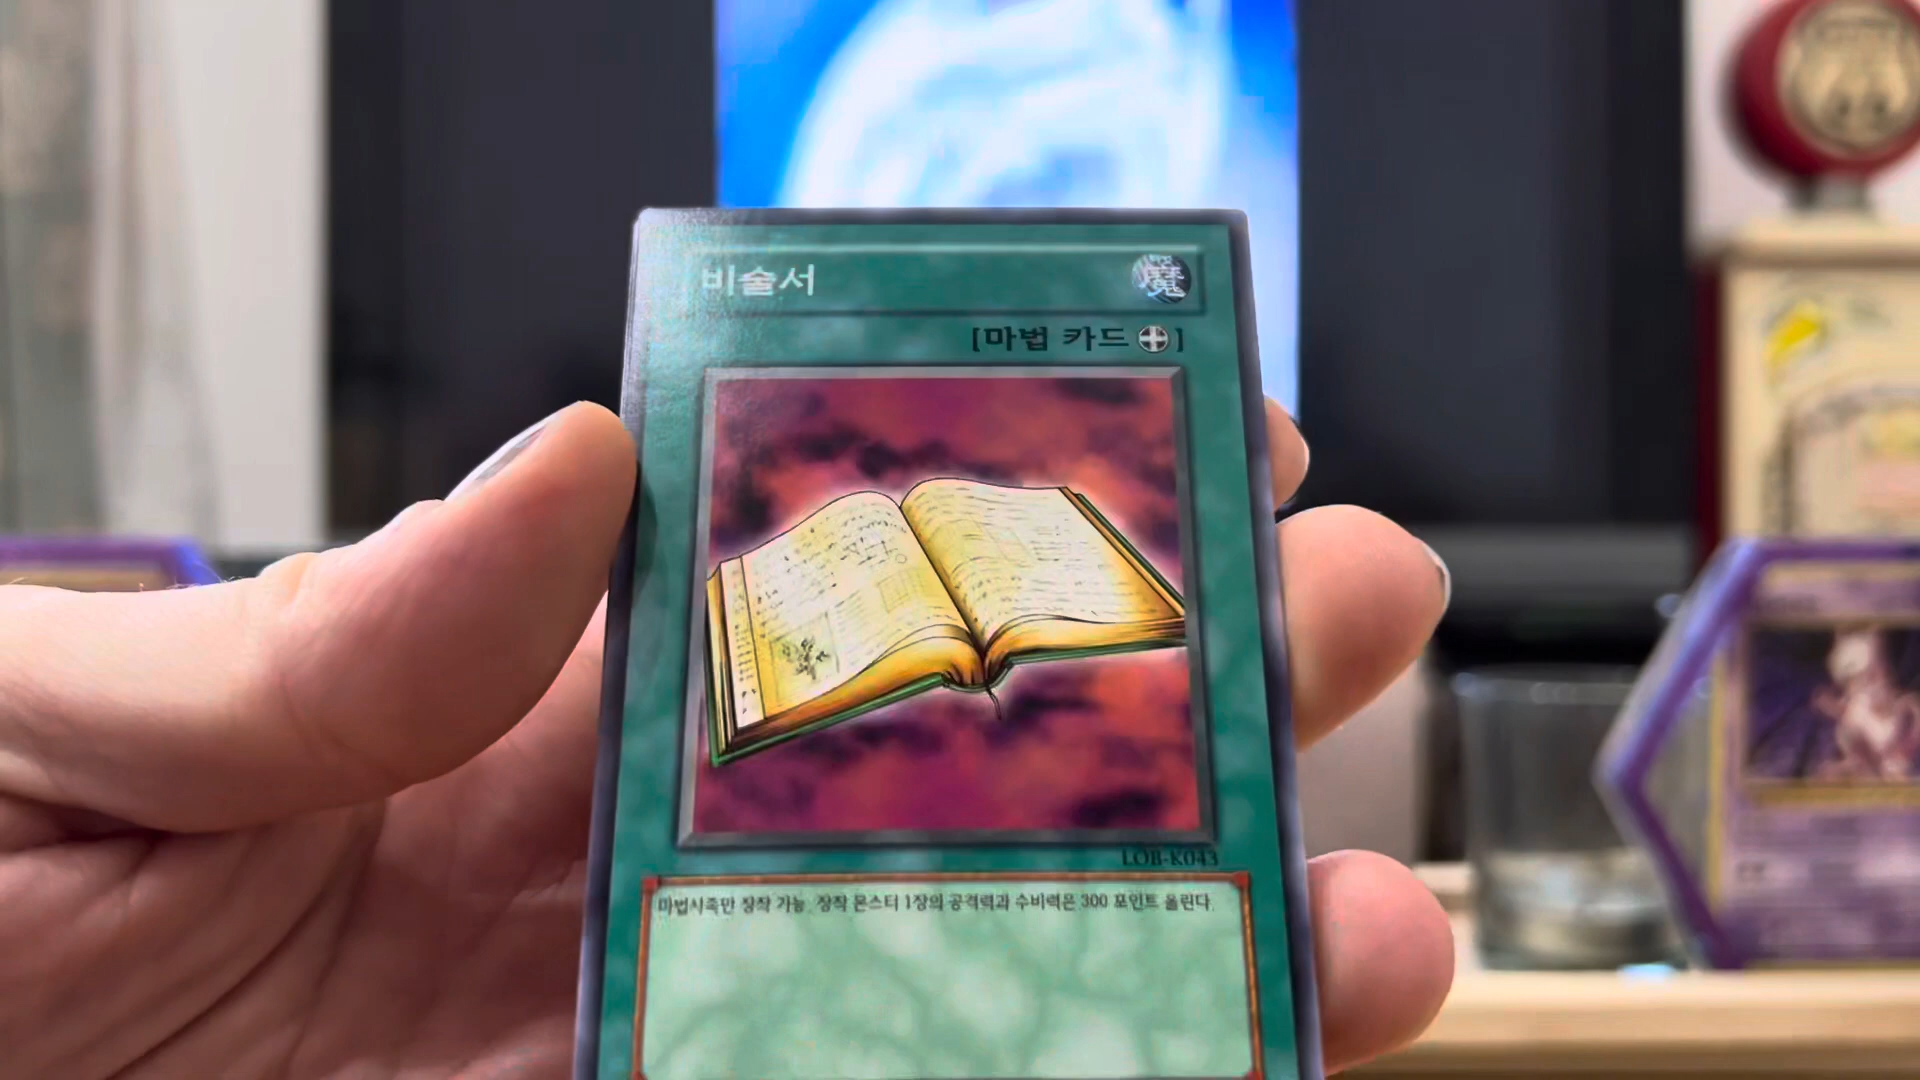 비술서
魔
[마법 카드]
LOB-K043
마법사족만 장착 가능. 장착 몬스터 1장의 공격력과 수비력은 300 포인트 올린다.